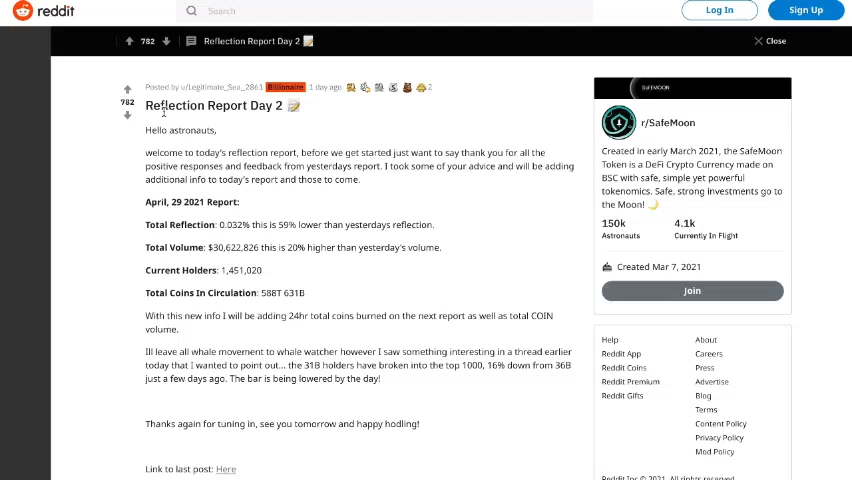 reddit
Search
Log In
Sign Up
782
Reflection Report Day 2
Close
Posted by u/Legitimate_Sea_2861 Billionaire 1 day ago 2
782
Reflection Report Day 2
Hello astronauts,
welcome to today's reflection report, before we get started just want to say thank you for all the
positive responses and feedback from yesterdays report. I took some of your advice and will be adding
additional info to today's report and those to come.
April, 29 2021 Report:
Total Reflection: 0.032% this is 59% lower than yesterdays reflection.
Total Volume: $30,622,826 this is 20% higher than yesterday's volume.
Current Holders: 1,451,020
Total Coins In Circulation: 588T 631B
With this new info I will be adding 24hr total coins burned on the next report as well as total COIN
volume.
Ill leave all whale movement to whale watcher however I saw something interesting in a thread earlier
today that I wanted to point out... the 31B holders have broken into the top 1000, 16% down from 36B
just a few days ago. The bar is being lowered by the day!
Thanks again for tuning in, see you tomorrow and happy hodling!
Link to last post: Here
SAFEMOON
r/SafeMoon
Created in early March 2021, the SafeMoon
Token is a DeFi Crypto Currency made on
BSC with safe, simple yet powerful
tokenomics. Safe, strong investments go to
the Moon! 🌙
150k
4.1k
Astronauts
Currently In Flight
Created Mar 7, 2021
Join
Help
About
Reddit App
Careers
Reddit Coins
Press
Reddit Premium
Advertise
Reddit Gifts
Blog
Terms
Content Policy
Privacy Policy
Mod Policy
Reddit Inc © 2021. All rights reserved